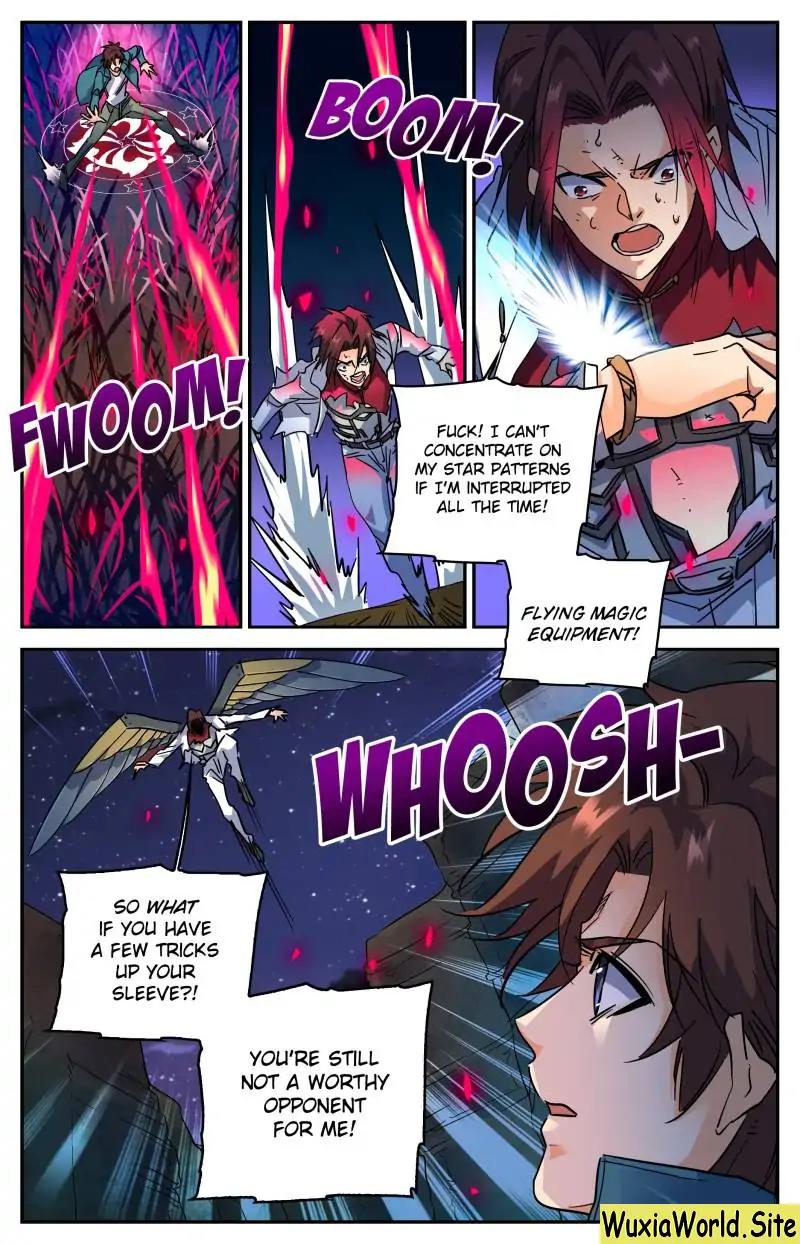 BOOM!
FWOOM!
FUCK! I CAN'T
CONCENTRATE ON
MY STAR PATTERNS
IF I'M INTERRUPTED
ALL THE TIME!
FLYING MAGIC
EQUIPMENT!
WHOOSH-
SO WHAT
IF YOU HAVE
A FEW TRICKS
UP YOUR
SLEEVE?!
YOU'RE STILL
NOT A WORTHY
OPPONENT
FOR ME!
WuxiaWorld.Site